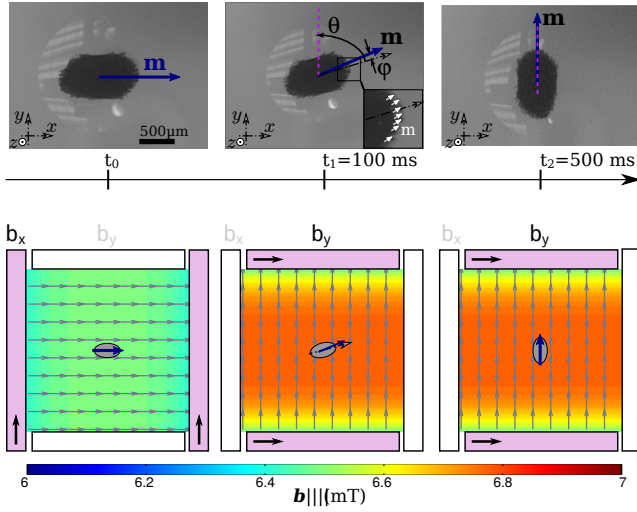 m
y
x
z
500µm
θ
m
φ
m
y
x
z
m
y
x
z
t0
t1=100 ms
t2=500 ms
bx
by
bx
by
bx
by
6
6.2
6.4
6.6
6.8
7
b|||(mT)